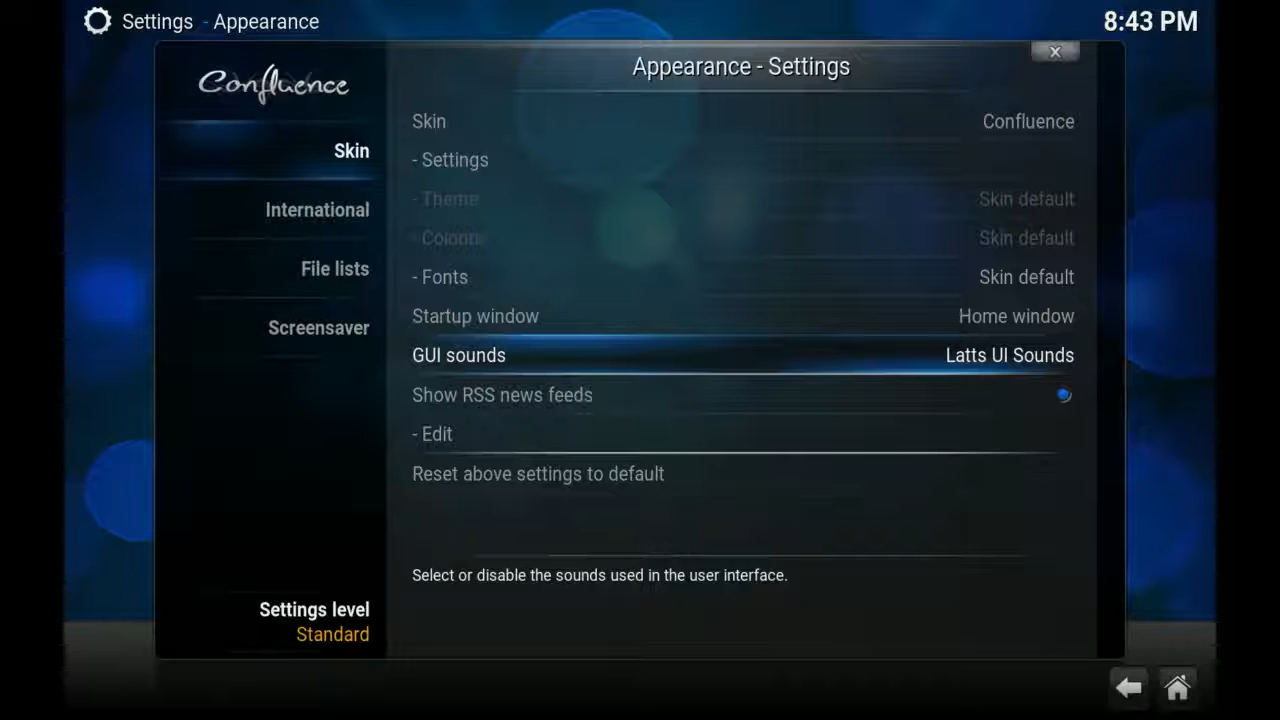 Settings - Appearance
8:43 PM
Confluence
Appearance - Settings
Skin
International
File lists
Screensaver
Skin Confluence
- Settings
- Theme Skin default
- Colours Skin default
- Fonts Skin default
Startup window Home window
GUI sounds Latts UI Sounds
Show RSS news feeds
- Edit
Reset above settings to default
Select or disable the sounds used in the user interface.
Settings level
Standard